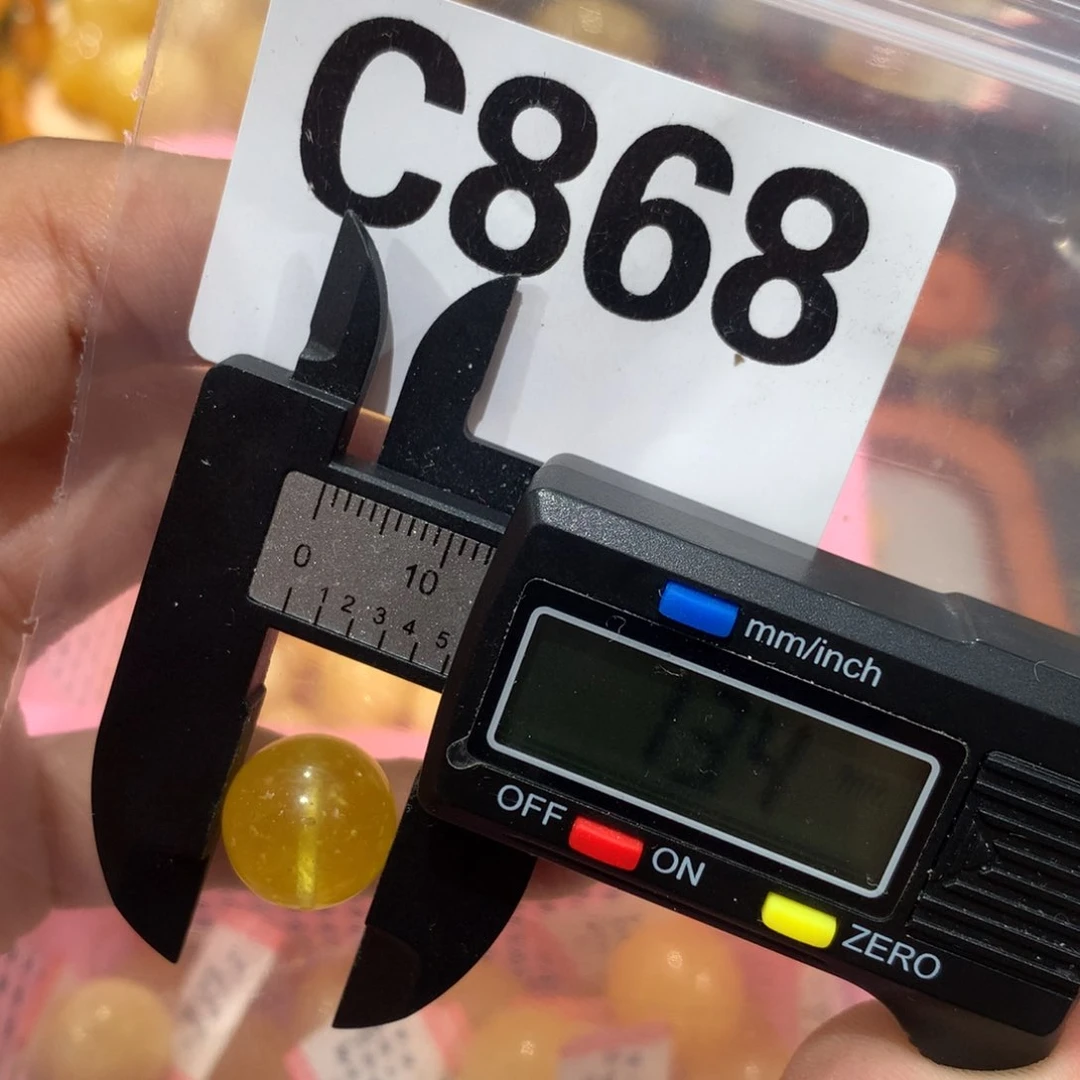 C868
0 10
1 2 3 4 5
mm/inch
OFF ON
ZERO